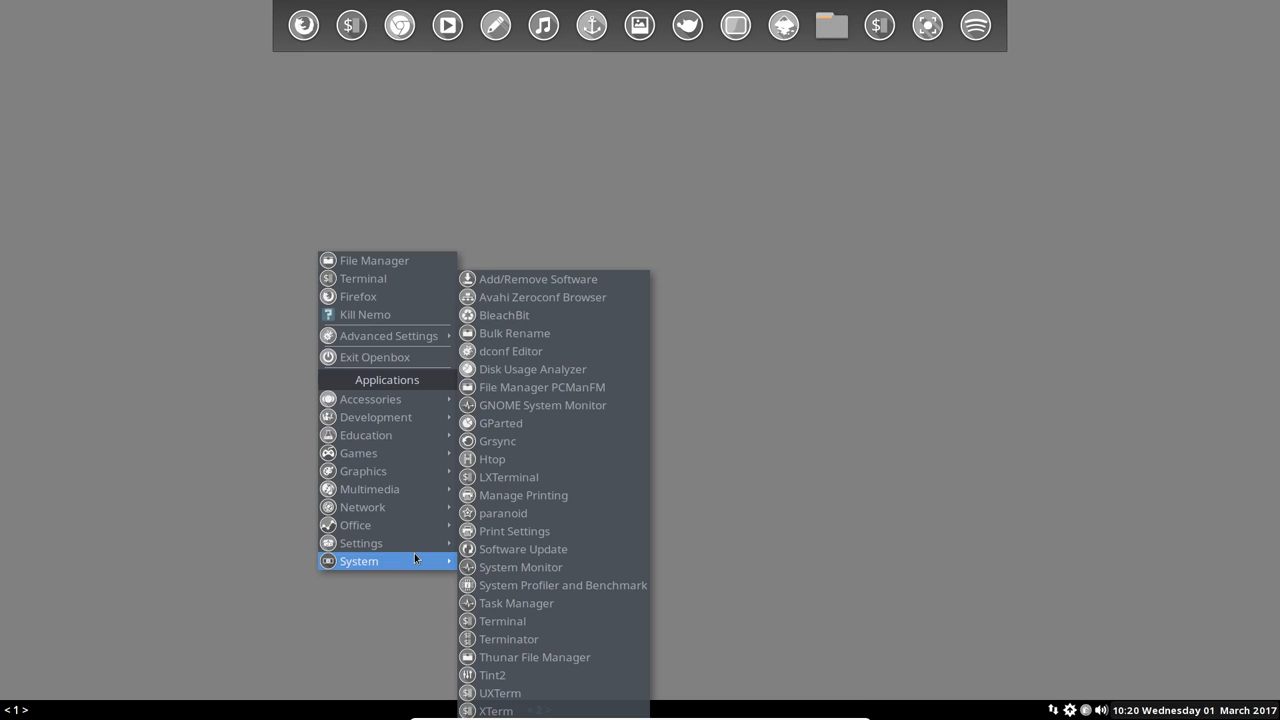 File Manager
Terminal
Firefox
Kill Nemo
Advanced Settings
Exit Openbox
Applications
Accessories
Development
Education
Games
Graphics
Multimedia
Network
Office
Settings
System
Add/Remove Software
Avahi Zeroconf Browser
BleachBit
Bulk Rename
dconf Editor
Disk Usage Analyzer
File Manager PCManFM
GNOME System Monitor
GParted
Grsync
Htop
LXTerminal
Manage Printing
paranoid
Print Settings
Software Update
System Monitor
System Profiler and Benchmark
Task Manager
Terminal
Terminator
Thunar File Manager
Tint2
UXTerm
XTerm
< 1 >
< 2 >
10:20 Wednesday 01 March 2017